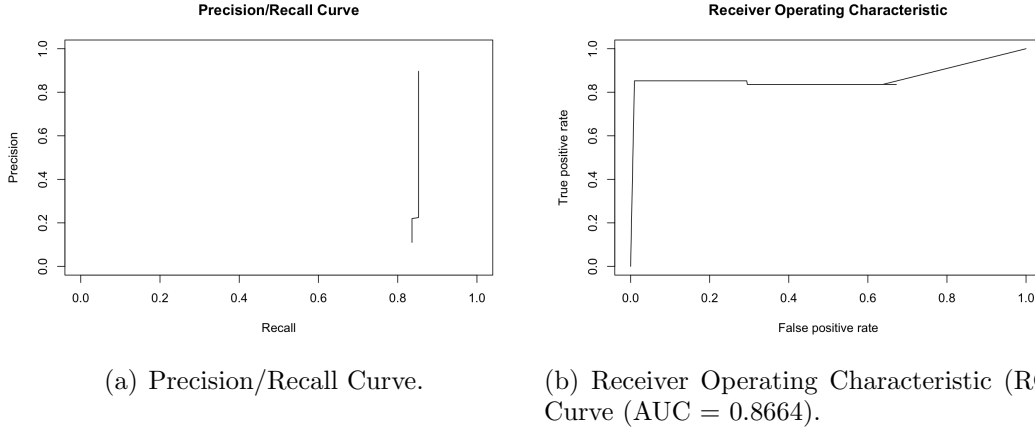 Precision/Recall Curve
Precision
0.0 0.2 0.4 0.6 0.8 1.0
0.0 0.2 0.4 0.6 0.8 1.0
Recall
(a) Precision/Recall Curve.
Receiver Operating Characteristic
True positive rate
0.0 0.2 0.4 0.6 0.8 1.0
0.0 0.2 0.4 0.6 0.8 1.0
False positive rate
(b) Receiver Operating Characteristic
Curve (AUC = 0.8664).